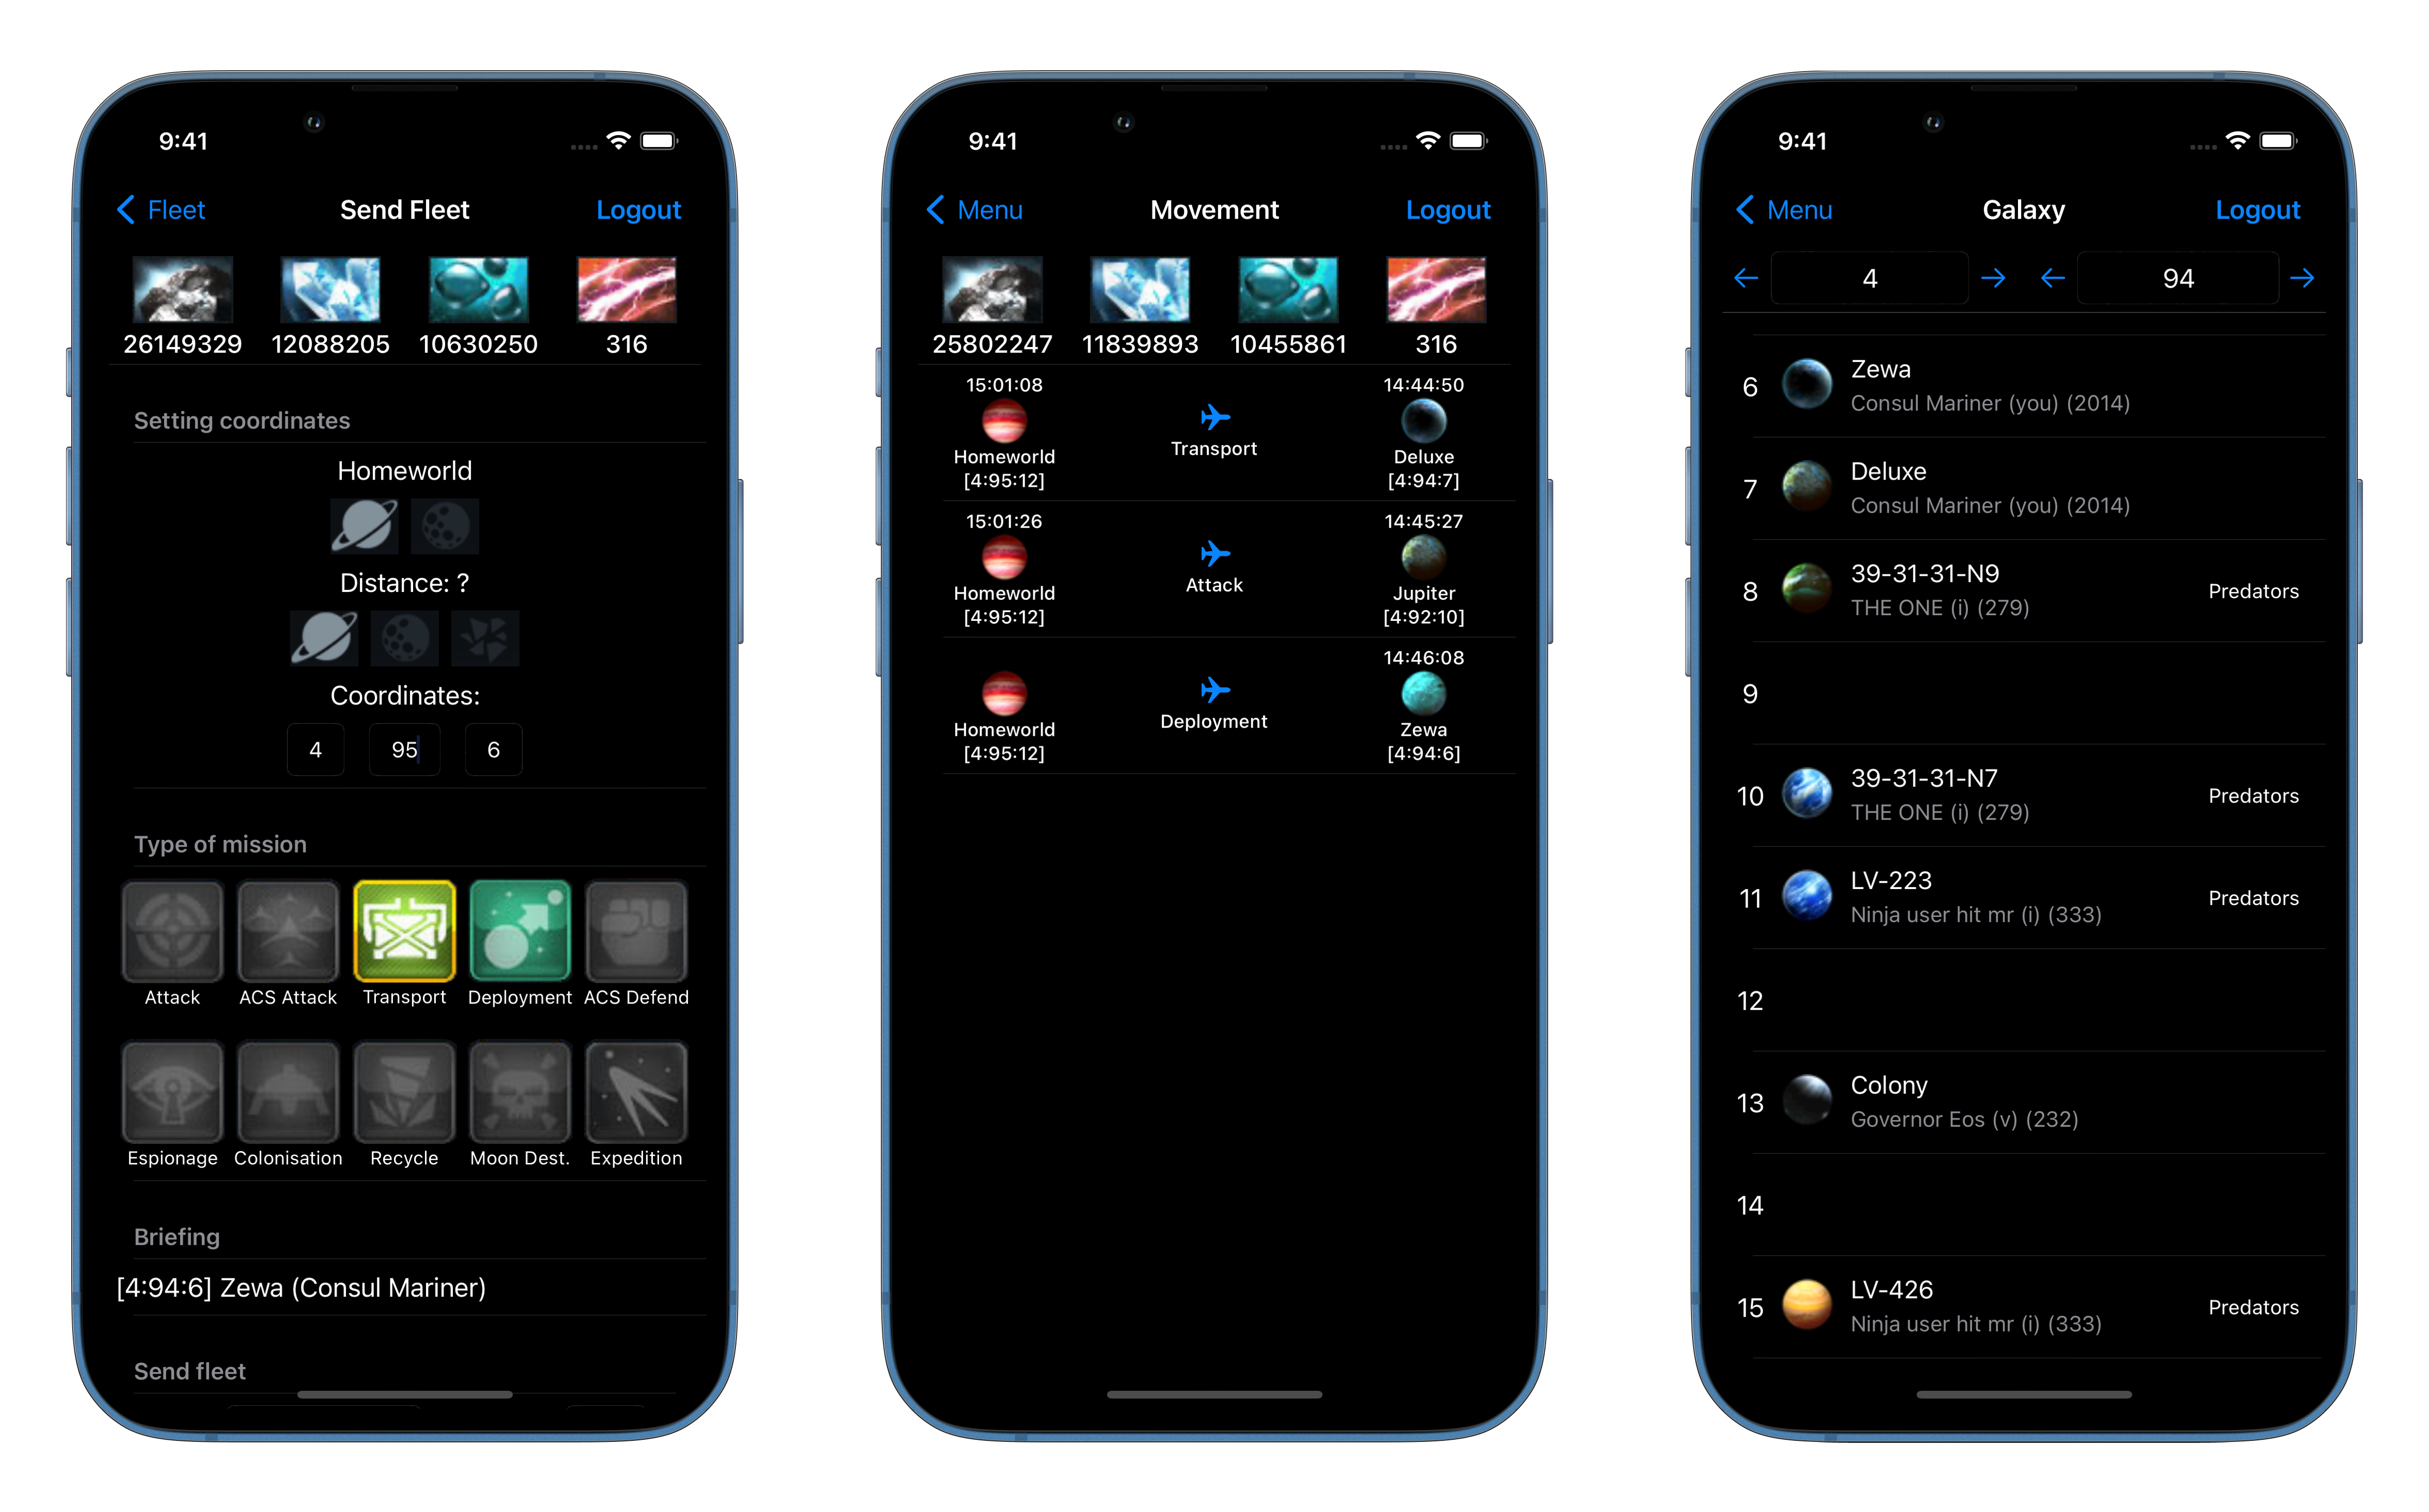 9:41
Fleet
Send Fleet
Logout
26149329 12088205 10630250 316
Setting coordinates
Homeworld
Distance: ?
Coordinates:
4 95 6
Type of mission
Attack ACS Attack Transport Deployment ACS Defend
Espionage Colonisation Recycle Moon Dest. Expedition
Briefing
[4:94:6] Zewa (Consul Mariner)
Send fleet
9:41
Menu
Movement
Logout
25802247 11839893 10455861 316
15:01:08 14:44:50
Transport
Homeworld Deluxe
[4:95:12] [4:94:7]
15:01:26 14:45:27
Attack
Homeworld Jupiter
[4:95:12] [4:92:10]
14:46:08
Deployment
Homeworld Zewa
[4:95:12] [4:94:6]
9:41
Menu
Galaxy
Logout
4 94
6
Zewa
Consul Mariner (you) (2014)
7
Deluxe
Consul Mariner (you) (2014)
8
39-31-31-N9
THE ONE (i) (279)
Predators
9
10
39-31-31-N7
THE ONE (i) (279)
Predators
11
LV-223
Ninja user hit mr (i) (333)
Predators
12
13
Colony
Governor Eos (v) (232)
14
15
LV-426
Ninja user hit mr (i) (333)
Predators